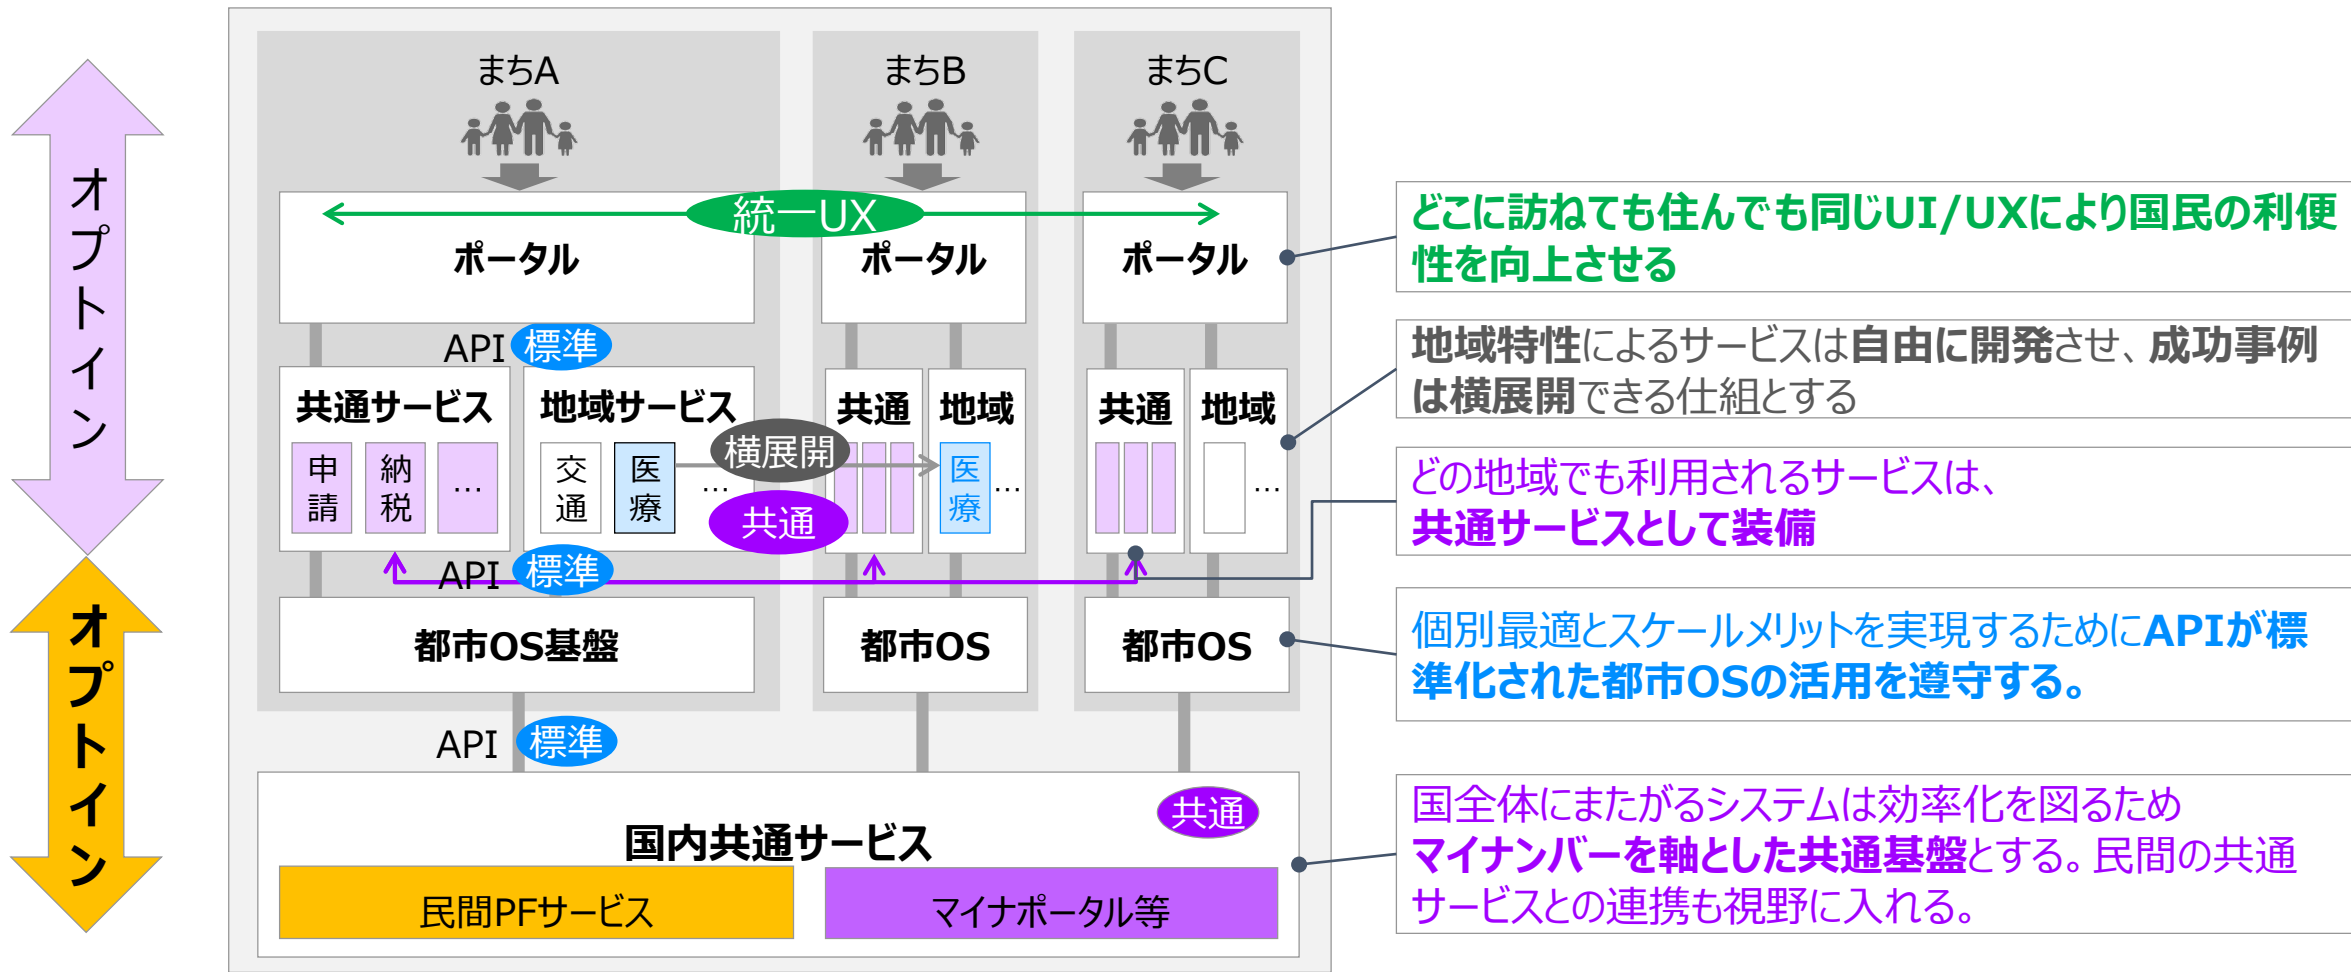 オプトイン
オプトイン
まちA
まちB
まちC
統一UX
ポータル
ポータル
ポータル
API 標準
共通サービス
地域サービス
共通
地域
共通
地域
申請
納税
…
交通
医療
…
横展開
共通
医療
…
…
API 標準
都市OS基盤
都市OS
都市OS
API 標準
共通
国内共通サービス
民間PFサービス
マイナポータル等
どこに訪ねても住んでも同じUI/UXにより国民の利便
性を向上させる
地域特性によるサービスは自由に開発させ、成功事例
は横展開できる仕組とする
どの地域でも利用されるサービスは、
共通サービスとして装備
個別最適とスケールメリットを実現するためにAPIが標
準化された都市OSの活用を遵守する。
国全体にまたがるシステムは効率化を図るため
マイナンバーを軸とした共通基盤とする。民間の共通
サービスとの連携も視野に入れる。